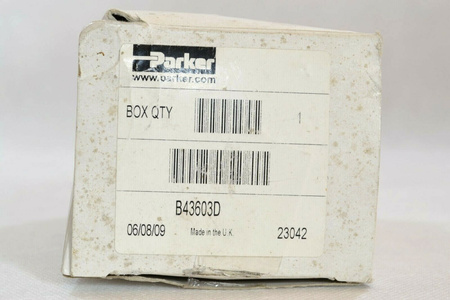 Parker
www.parker.com
BOX QTY 1
B43603D
06/08/09 Made in the U K 23042